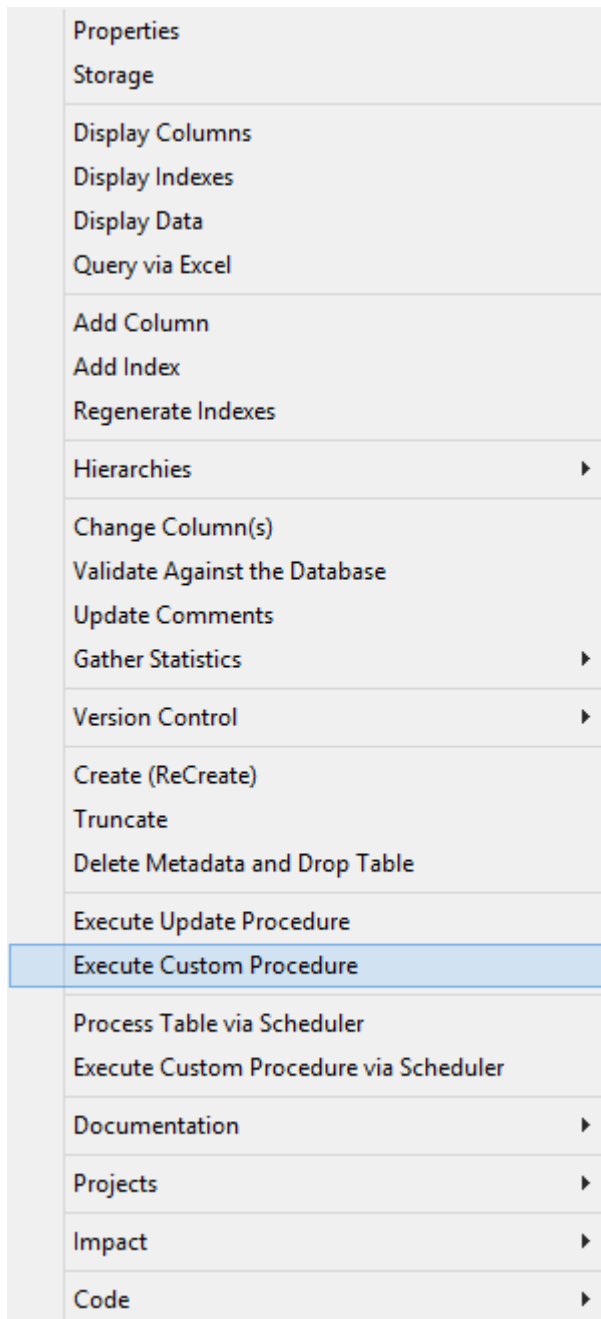 Properties
Storage
Display Columns
Display Indexes
Display Data
Query via Excel
Add Column
Add Index
Regenerate Indexes
Hierarchies
Change Column(s)
Validate Against the Database
Update Comments
Gather Statistics
Version Control
Create (ReCreate)
Truncate
Delete Metadata and Drop Table
Execute Update Procedure
Execute Custom Procedure
Process Table via Scheduler
Execute Custom Procedure via Scheduler
Documentation
Projects
Impact
Code